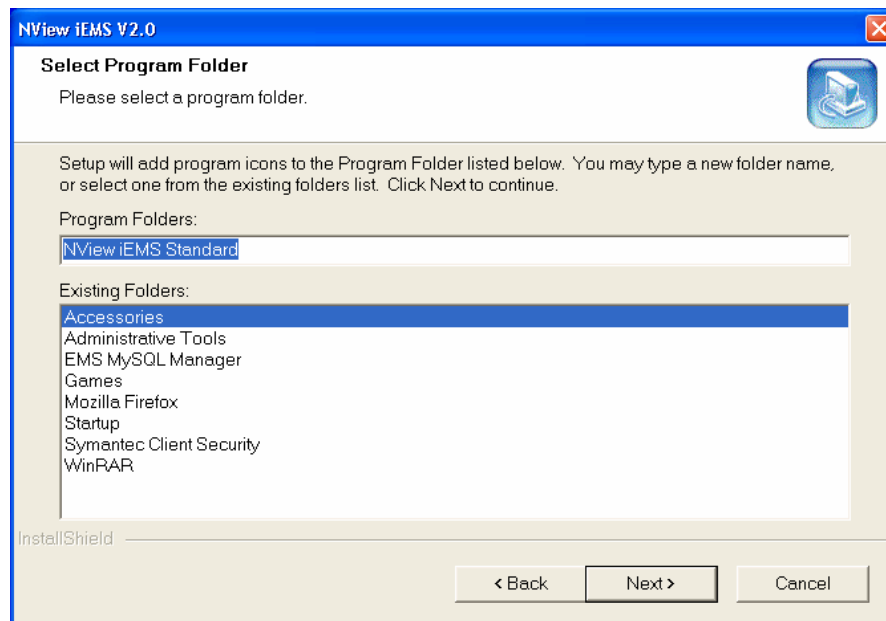 NView iEMS V2.0
Select Program Folder
Please select a program folder.
Setup will add program icons to the Program Folder listed below. You may type a new folder name,
or select one from the existing folders list. Click Next to continue.
Program Folders:
NView iEMS Standard
Existing Folders:
Accessories
Administrative Tools
EMS MySQL Manager
Games
Mozilla Firefox
Startup
Symantec Client Security
WinRAR
InstallShield
< Back Next > Cancel